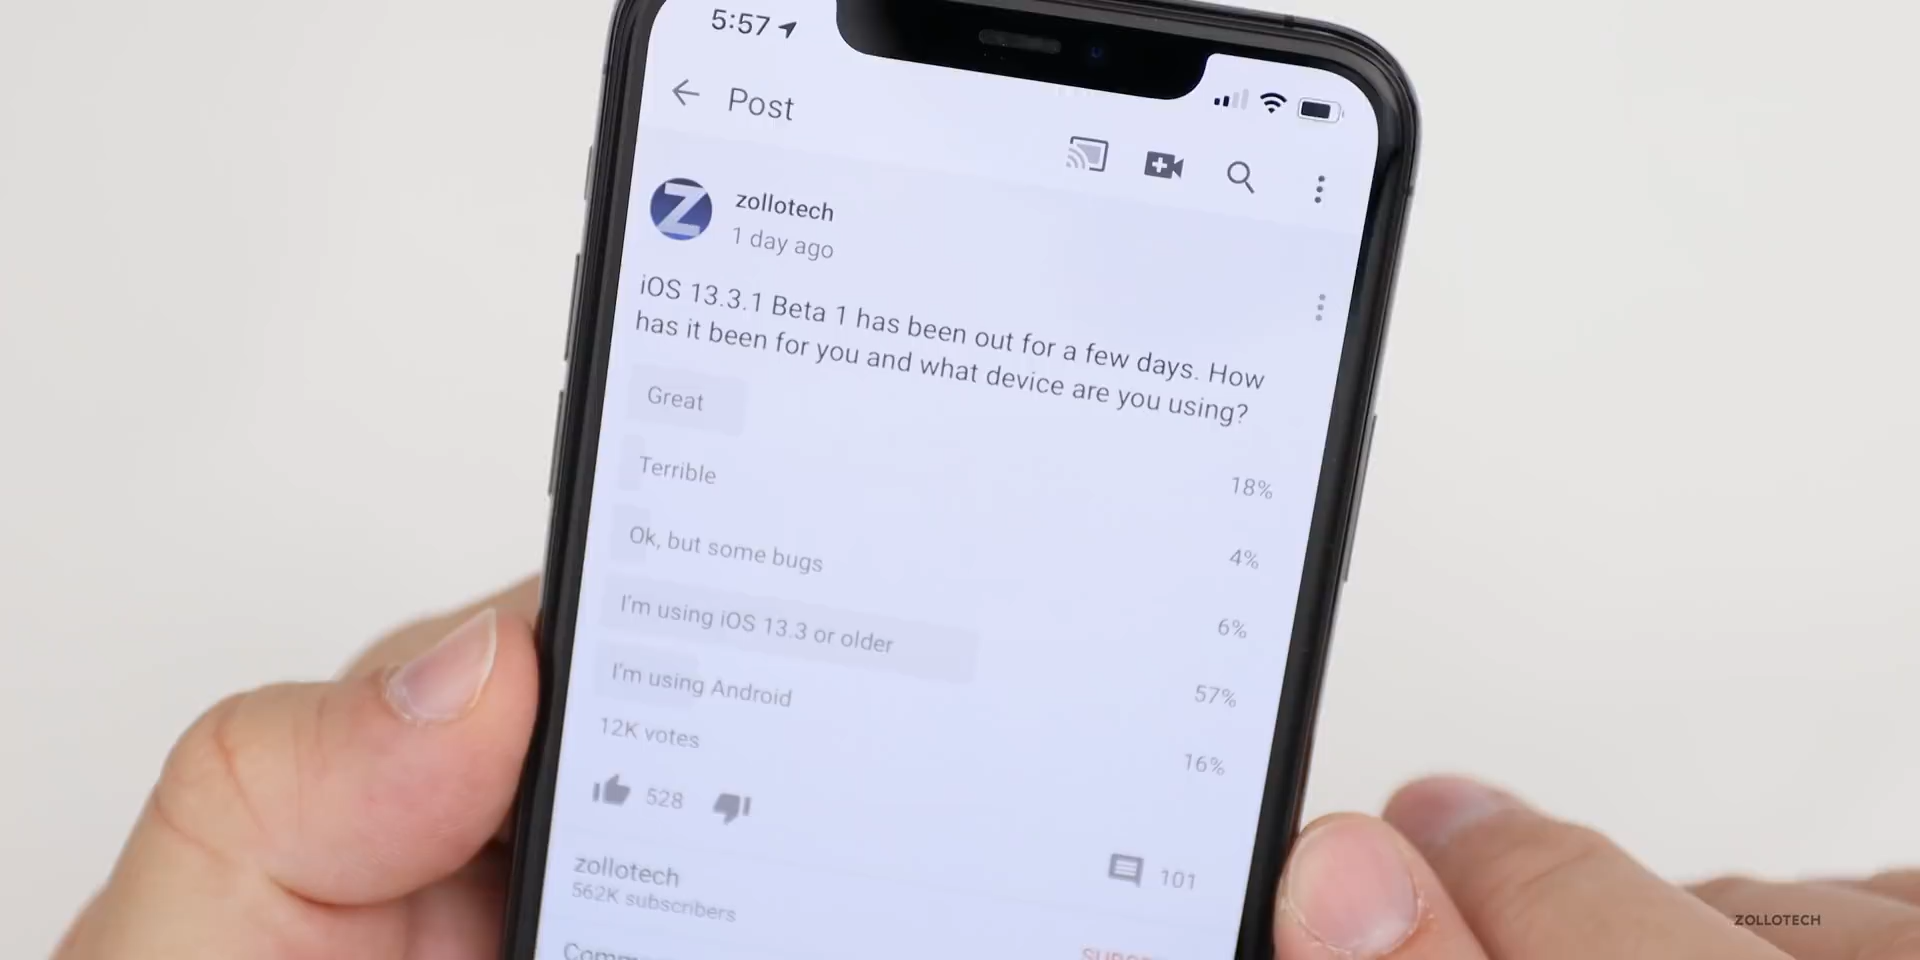 5:57
Post
Z
zollotech
1 day ago
iOS 13.3.1 Beta 1 has been out for a few days. How
has it been for you and what device are you using?
Great
18%
Terrible
4%
Ok, but some bugs
6%
I'm using iOS 13.3 or older
57%
I'm using Android
16%
12K votes
528
101
zollotech
562K subscribers
ZOLLOTECH